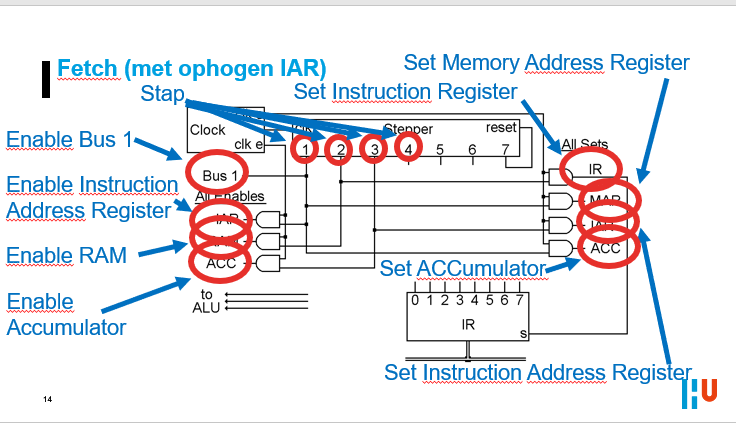 Fetch (met ophogen IAR)
Set Memory Address Register
Stap
Set Instruction Register
Clock
clk e
Stepper
reset
1 2 3 4 5 6 7
All Sets
Enable Bus 1
Bus 1
IR
All Enables
Enable Instruction
Address Register
IAR
MAR
IAR
Enable RAM
ACC
ACC
Set ACCumulator
Enable
Accumulator
to
ALU
0 1 2 3 4 5 6 7
IR
s
Set Instruction Address Register
14
HU